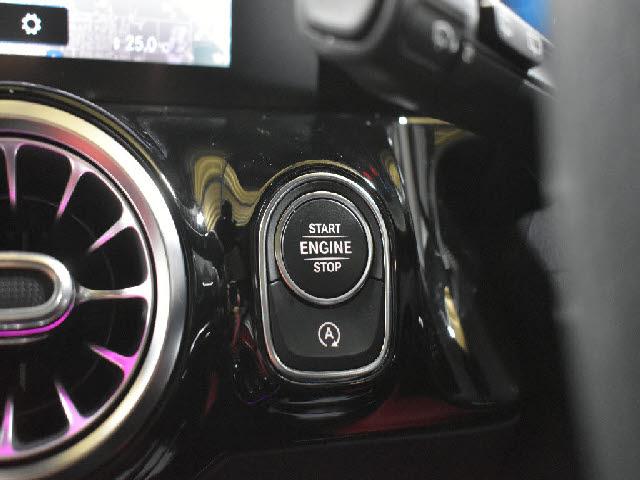 25.0°C
START
ENGINE
STOP
A